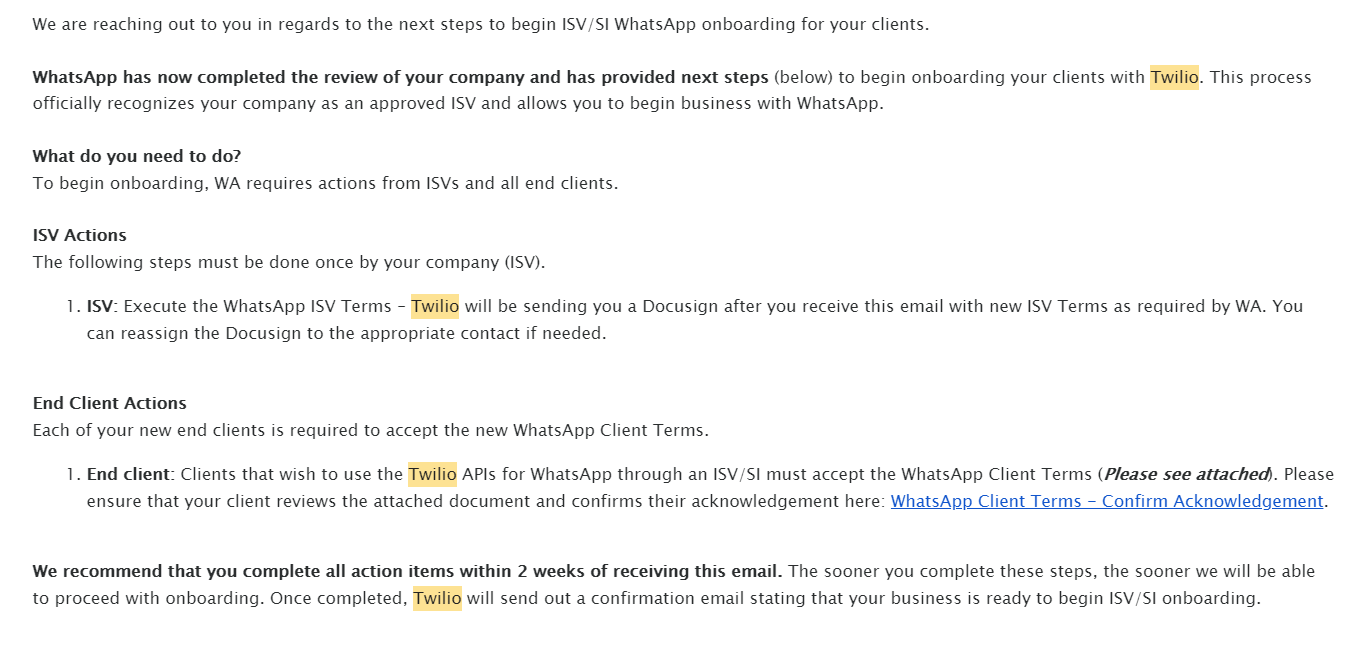 We are reaching out to you in regards to the next steps to begin ISV/SI WhatsApp onboarding for your clients.
WhatsApp has now completed the review of your company and has provided next steps (below) to begin onboarding your clients with Twilio. This process
officially recognizes your company as an approved ISV and allows you to begin business with WhatsApp.
What do you need to do?
To begin onboarding, WA requires actions from ISVs and all end clients.
ISV Actions
The following steps must be done once by your company (ISV).
1. ISV: Execute the WhatsApp ISV Terms – Twilio will be sending you a Docusign after you receive this email with new ISV Terms as required by WA. You
can reassign the Docusign to the appropriate contact if needed.
End Client Actions
Each of your new end clients is required to accept the new WhatsApp Client Terms.
1. End client: Clients that wish to use the Twilio APIs for WhatsApp through an ISV/SI must accept the WhatsApp Client Terms (Please see attached). Please
ensure that your client reviews the attached document and confirms their acknowledgement here: WhatsApp Client Terms – Confirm Acknowledgement.
We recommend that you complete all action items within 2 weeks of receiving this email. The sooner you complete these steps, the sooner we will be able
to proceed with onboarding. Once completed, Twilio will send out a confirmation email stating that your business is ready to begin ISV/SI onboarding.